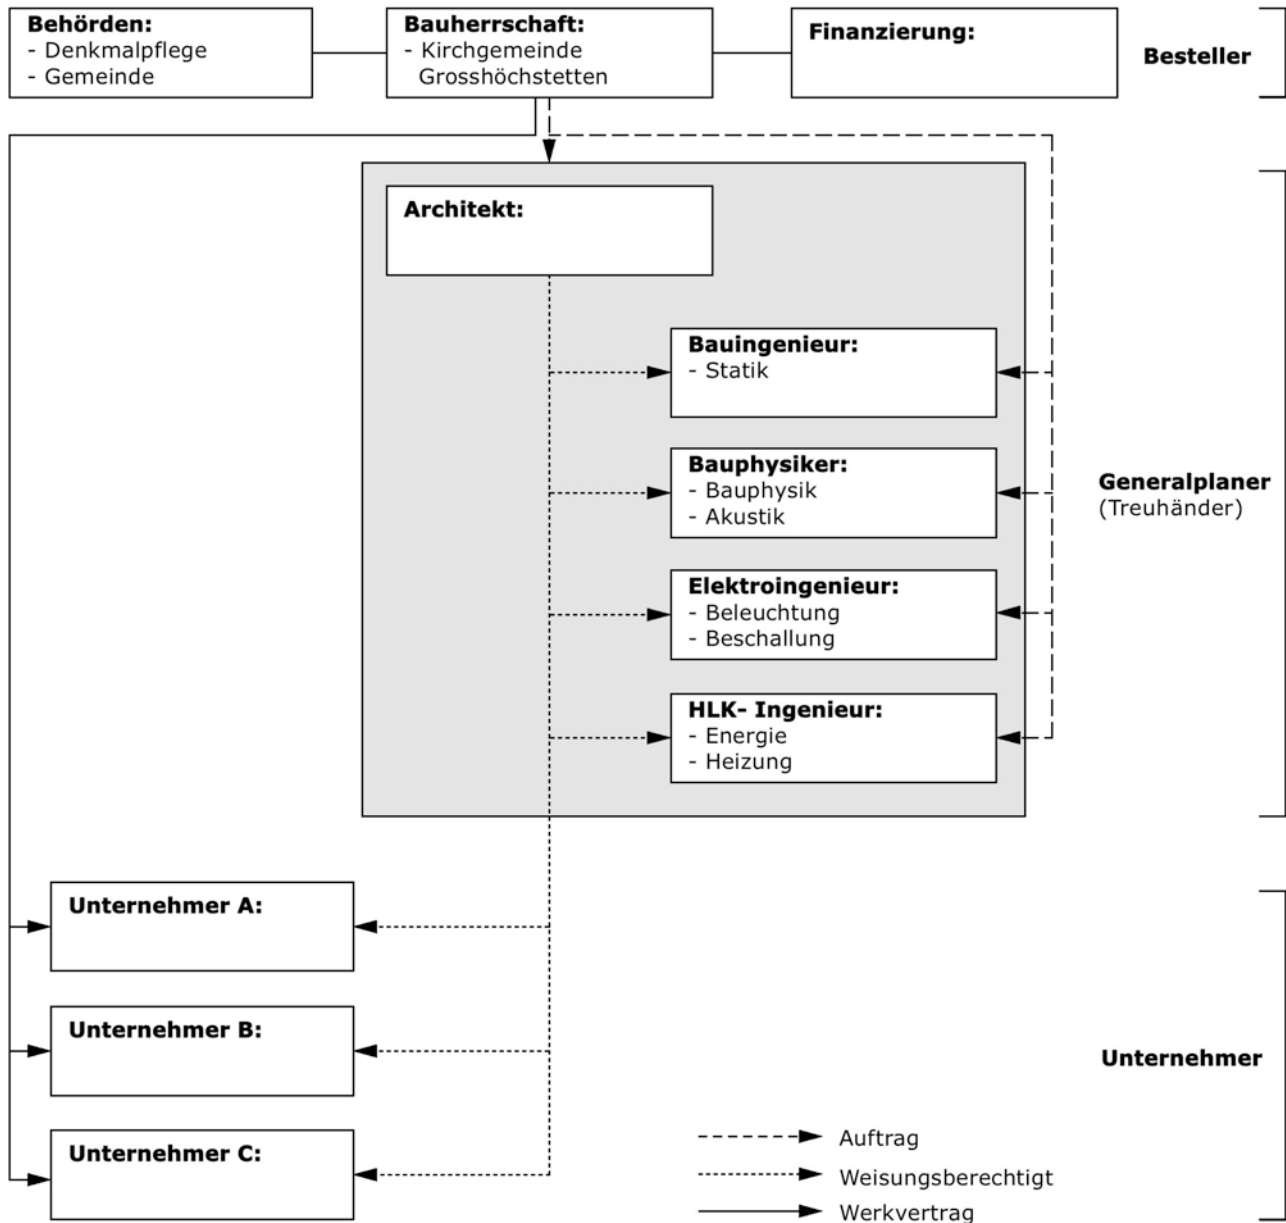 Behörden:
- Denkmalpflege
- Gemeinde
Bauherrschaft:
- Kirchgemeinde
Grosshöchstetten
Finanzierung:
Besteller
Architekt:
Bauingenieur:
- Statik
Bauphysiker:
- Bauphysik
- Akustik
Elektroingenieur:
- Beleuchtung
- Beschallung
HLK- Ingenieur:
- Energie
- Heizung
Generalplaner
(Treuhänder)
Unternehmer A:
Unternehmer B:
Unternehmer C:
Unternehmer
Auftrag
Weisungsberechtigt
Werkvertrag